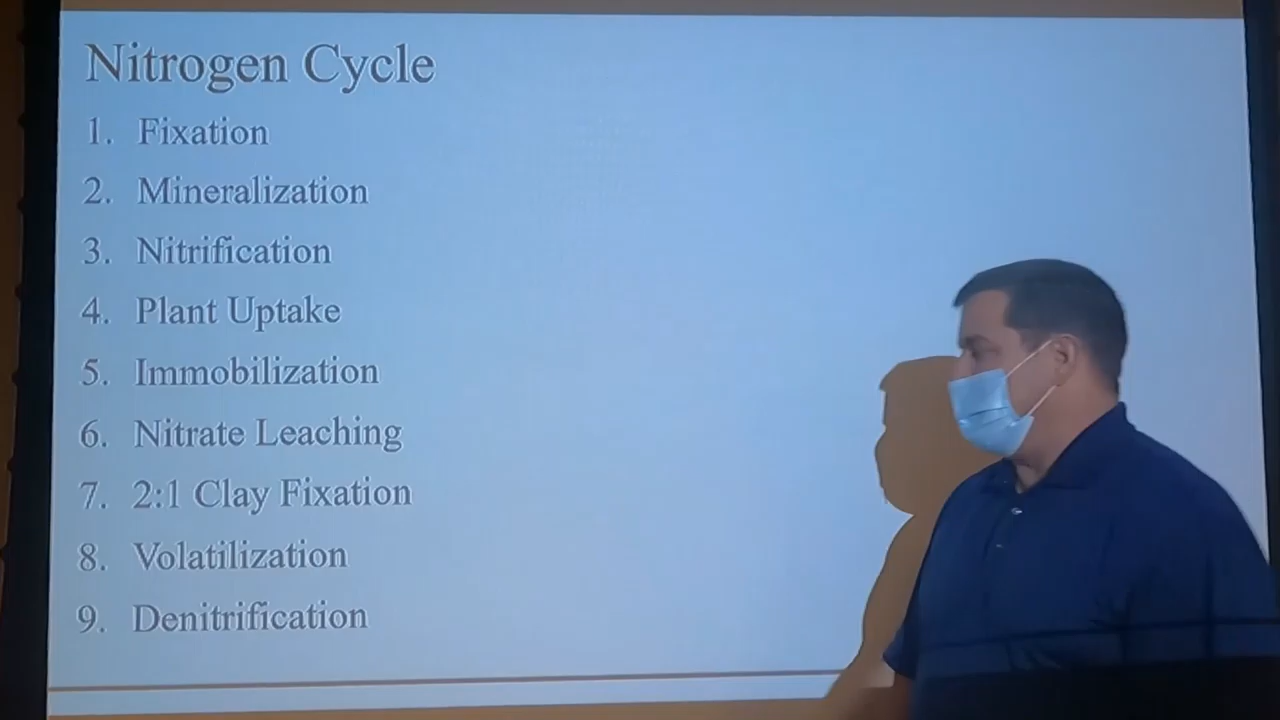 Nitrogen Cycle
1. Fixation
2. Mineralization
3. Nitrification
4. Plant Uptake
5. Immobilization
6. Nitrate Leaching
7. 2:1 Clay Fixation
8. Volatilization
9. Denitrification